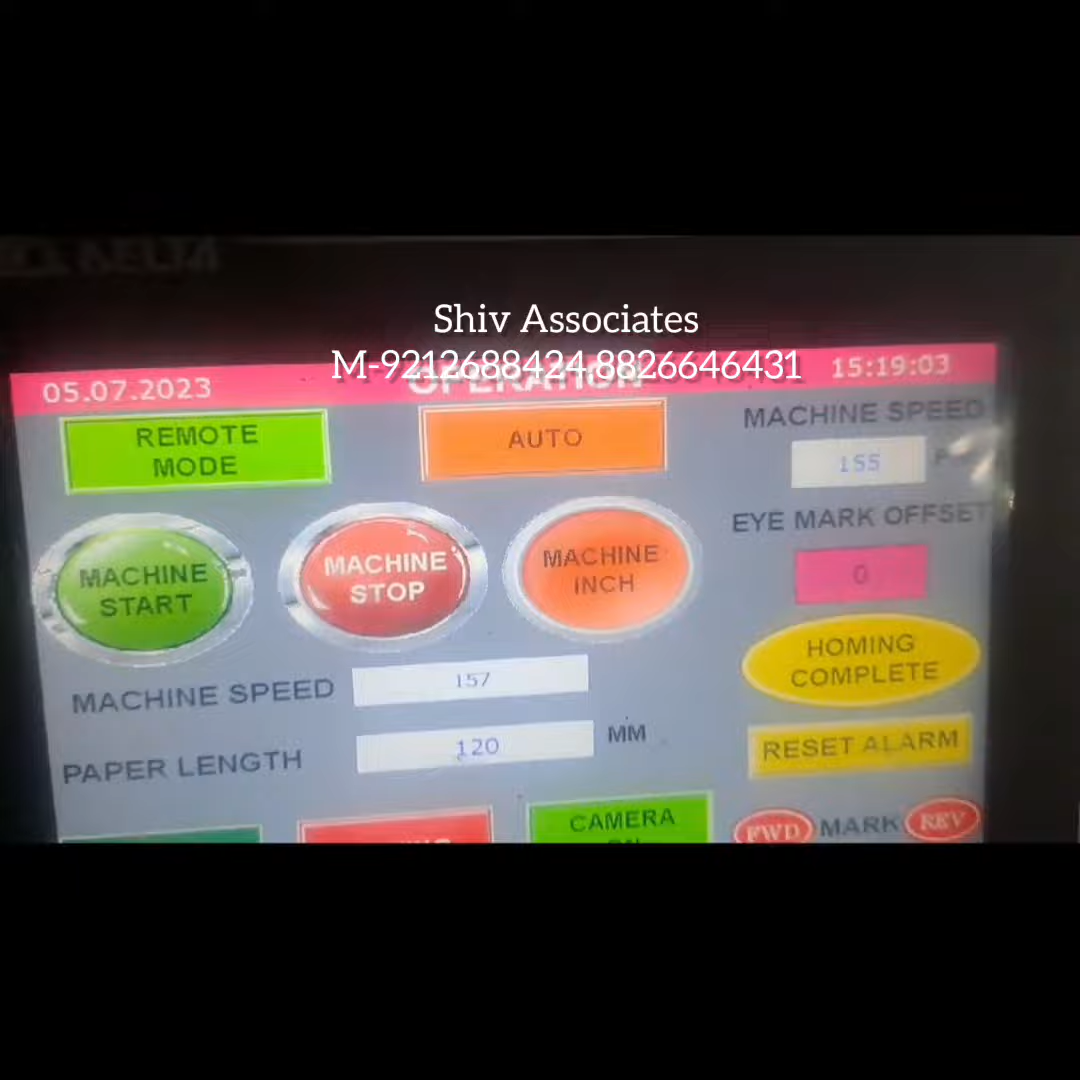 DELTA
Shiv Associates
M-9212688424,8826646431
05.07.2023
OPERATION
15:19:03
REMOTE
MODE
AUTO
MACHINE SPEED
155
EYE MARK OFFSET
0
MACHINE
START
MACHINE
STOP
MACHINE
INCH
HOMING
COMPLETE
MACHINE SPEED
157
RESET ALARM
PAPER LENGTH
120
MM
CAMERA
FWD
MARK
REV